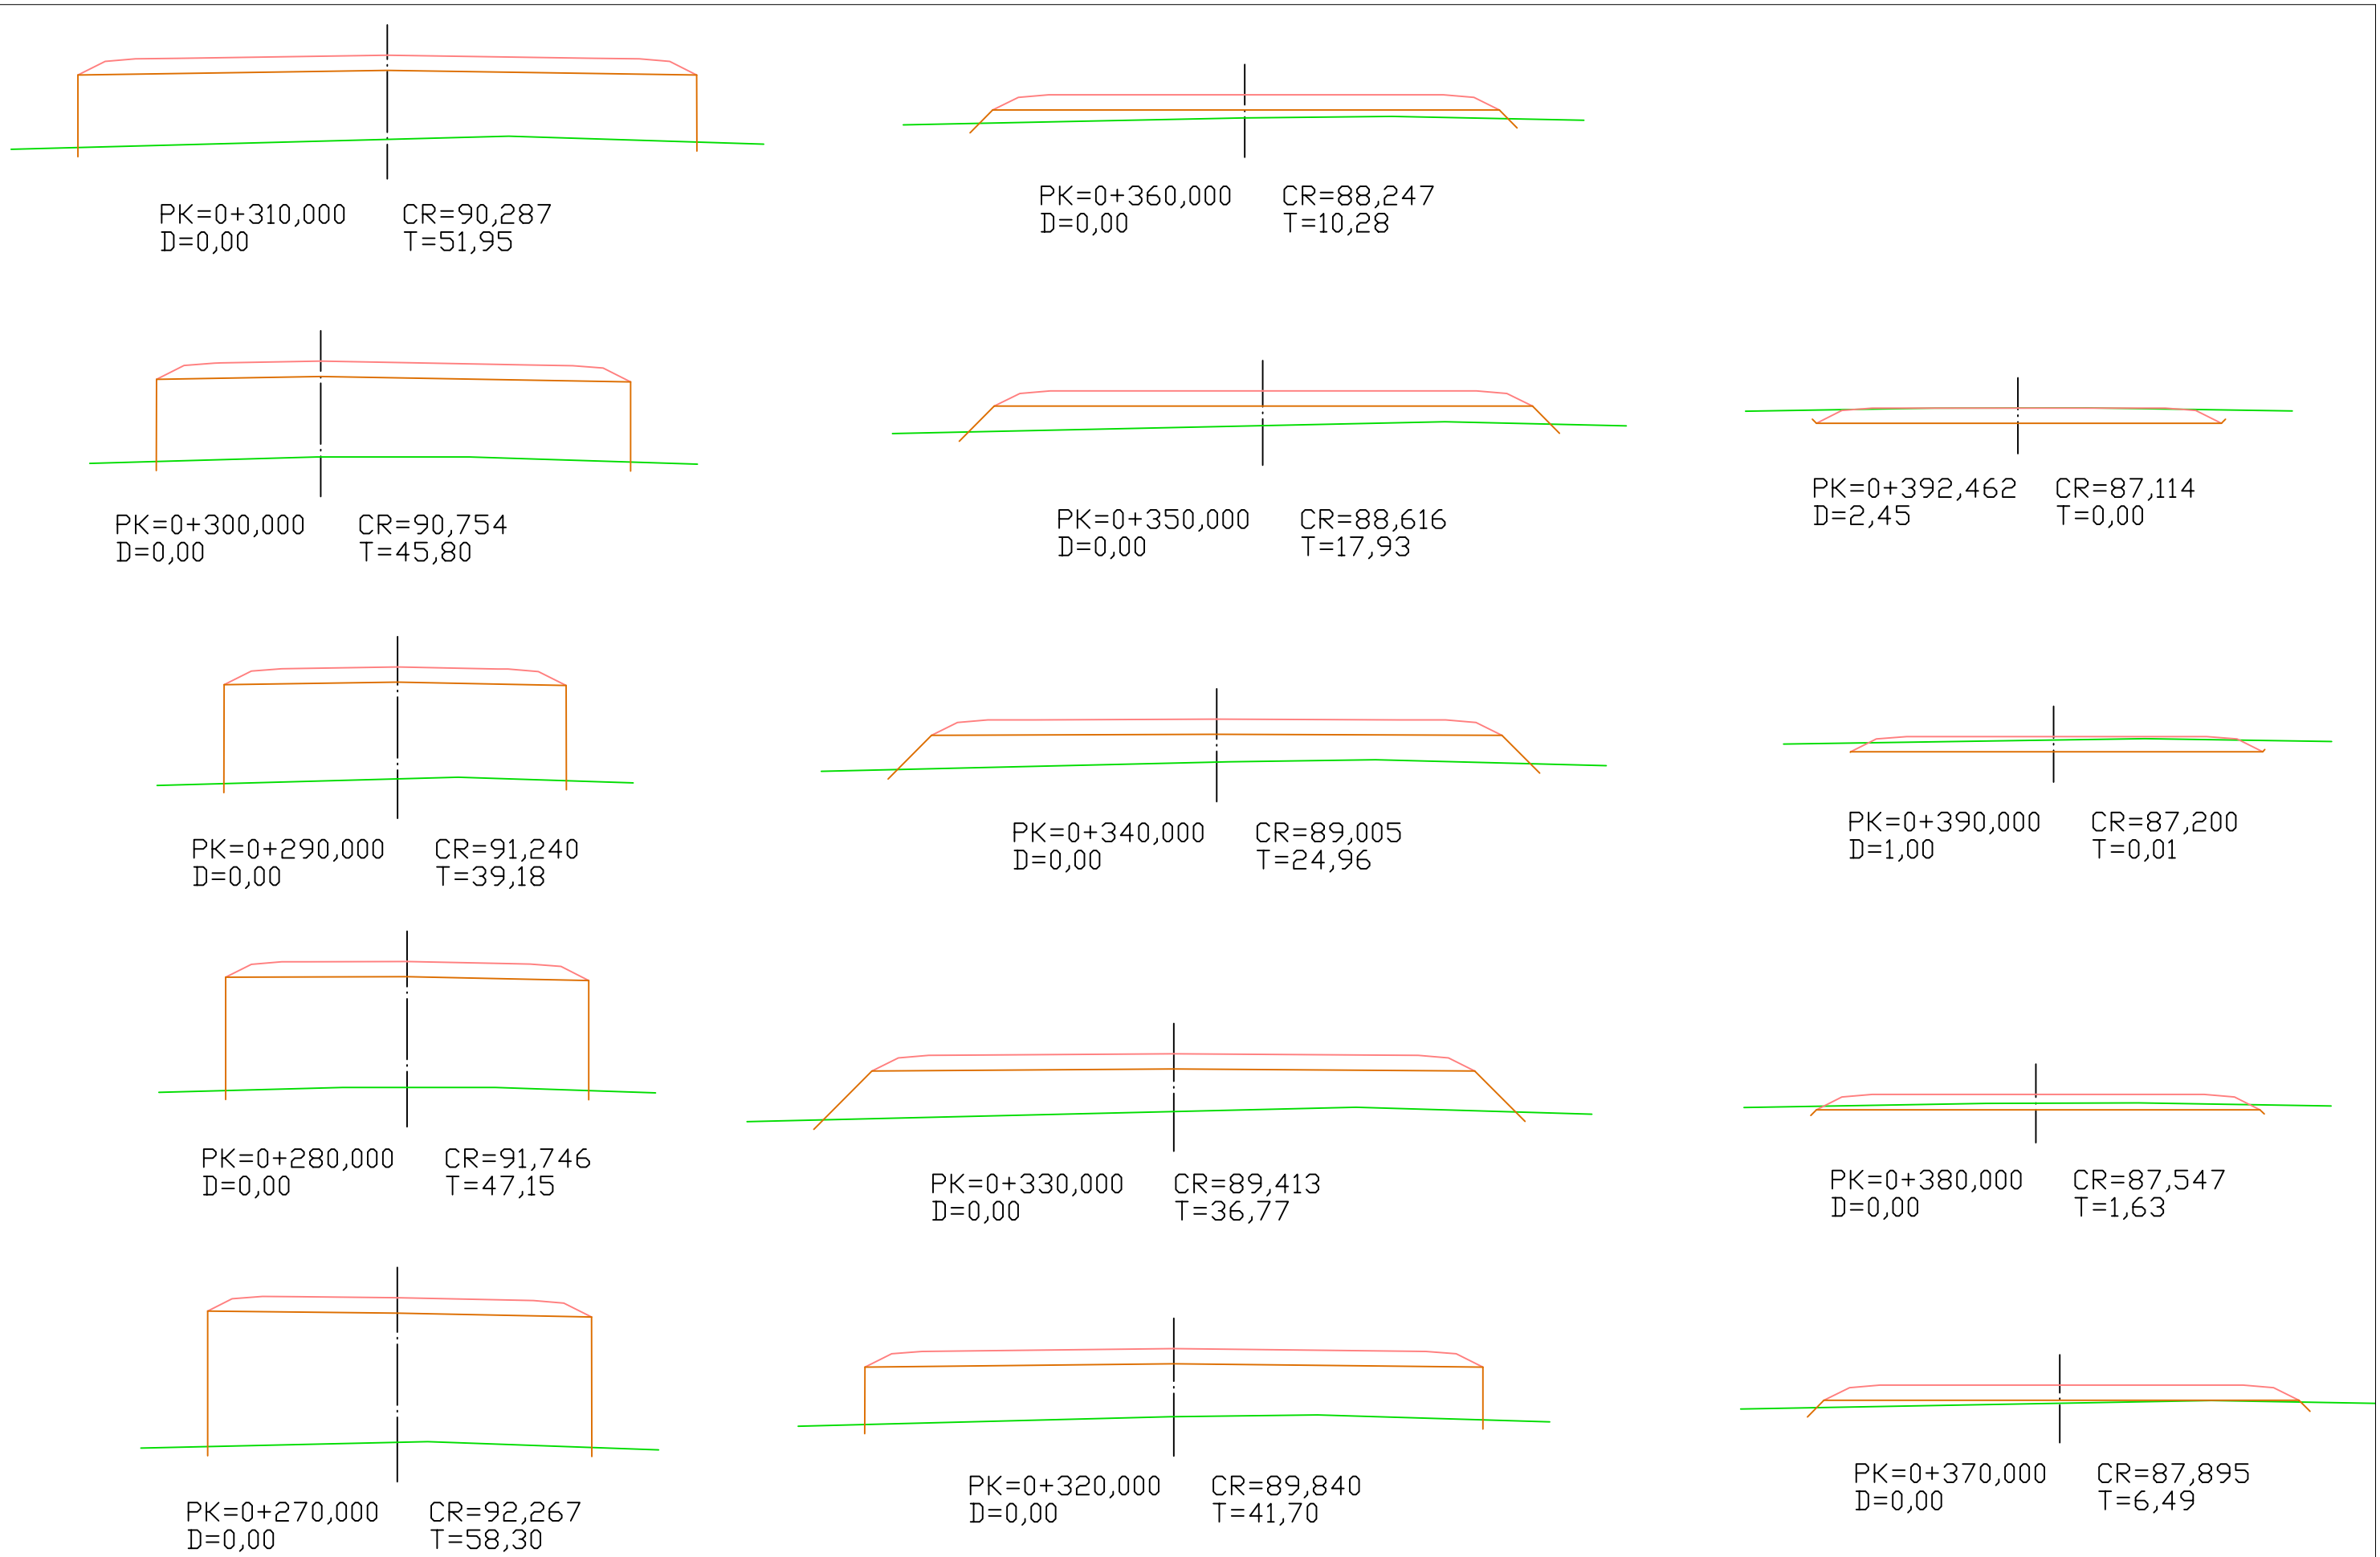 PK=0+310,000 CR=90,287
D=0,00 T=51,95
PK=0+300,000 CR=90,754
D=0,00 T=45,80
PK=0+290,000 CR=91,240
D=0,00 T=39,18
PK=0+280,000 CR=91,746
D=0,00 T=47,15
PK=0+270,000 CR=92,267
D=0,00 T=58,30
PK=0+360,000 CR=88,247
D=0,00 T=10,28
PK=0+350,000 CR=88,616
D=0,00 T=17,93
PK=0+340,000 CR=89,005
D=0,00 T=24,96
PK=0+330,000 CR=89,413
D=0,00 T=36,77
PK=0+320,000 CR=89,840
D=0,00 T=41,70
PK=0+392,462 CR=87,114
D=2,45 T=0,00
PK=0+390,000 CR=87,200
D=1,00 T=0,01
PK=0+380,000 CR=87,547
D=0,00 T=1,63
PK=0+370,000 CR=87,895
D=0,00 T=6,49